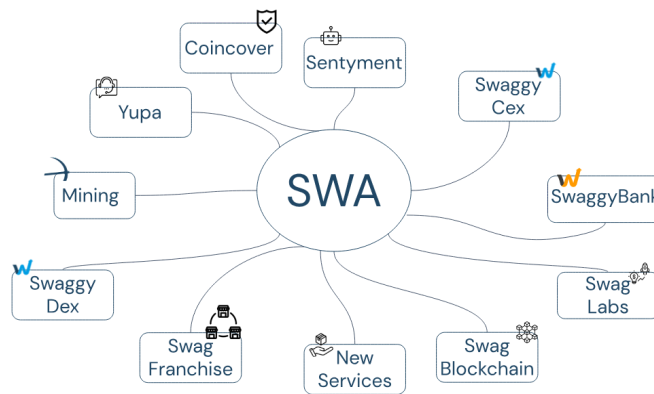 Coincover
Sentyment
Swaggy
Cex
Yupa
SWA
Mining
SwaggyBank
Swaggy
Dex
Swag
Labs
Swag
Franchise
New
Services
Swag
Blockchain